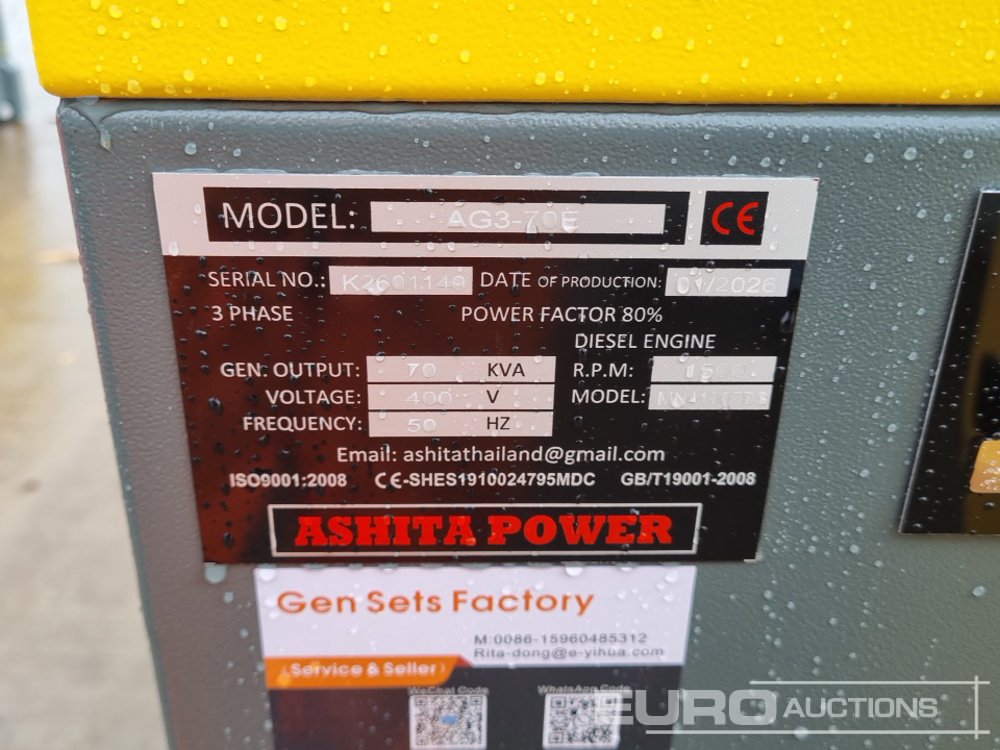 MODEL: AG3-70E CE
SERIAL NO.: K2601149 DATE OF PRODUCTION: 01/2026
3 PHASE POWER FACTOR 80%
DIESEL ENGINE
GEN. OUTPUT: 70 KVA R.P.M: 1500
VOLTAGE: 400 V MODEL:
FREQUENCY: 50 HZ
Email: ashitathailand@gmail.com
ISO9001:2008 CE-SHES1910024795MDC GB/T19001-2008
ASHITA POWER
Gen Sets Factory
M:0086-15960485312
Rita-dong@e-yihua.com
(Service & Seller)
WeChat Code WhatsApp Code
EURO AUCTIONS